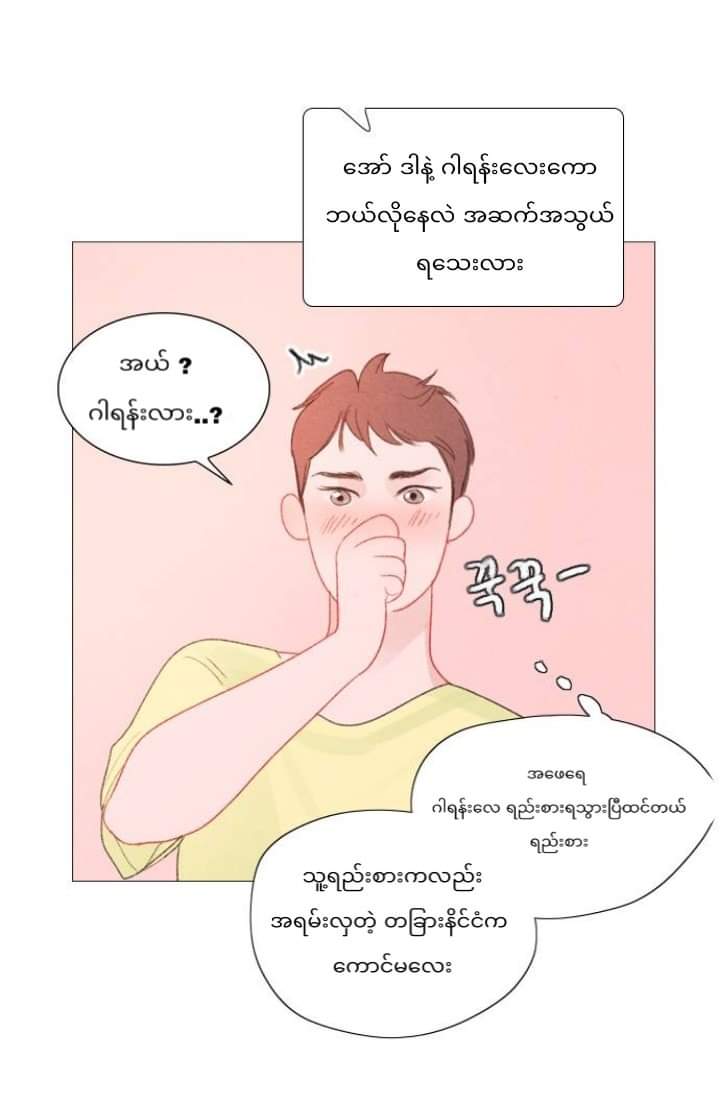 အော် ဒါနဲ့ ဂါရန်းလေးကော
ဘယ်လိုနေလဲ အဆက်အသွယ်
ရသေးလား
အယ် ?
ဂါရန်းလား..?
꾹꾹-
အဖေရေ
ဂါရန်းလေ ရည်းစားရသွားပြီထင်တယ်
ရည်းစား
သူ့ရည်းစားကလည်း
အရမ်းလှတဲ့ တခြားနိုင်ငံက
ကောင်မလေး